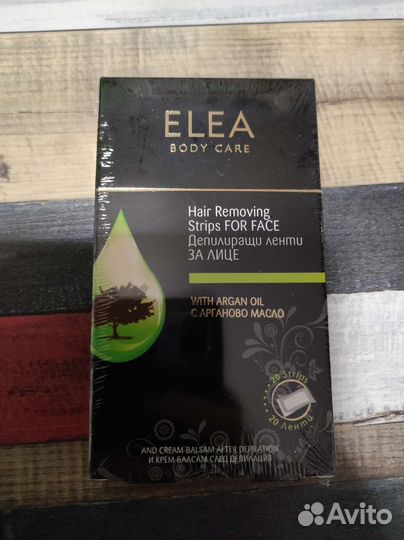 ELEA
BODY CARE
Hair Removing
Strips FOR FACE
Депилиращи ленти
ЗА ЛИЦЕ
WITH ARGAN OIL
С АРГАНОВО МАСЛО
20 Strips
20 Ленти
AND CREAM-BALSAM AFTER DEPILATION
И КРЕМ-БАЛСАМ СЛЕД ДЕПИЛАЦИЯ
Avito